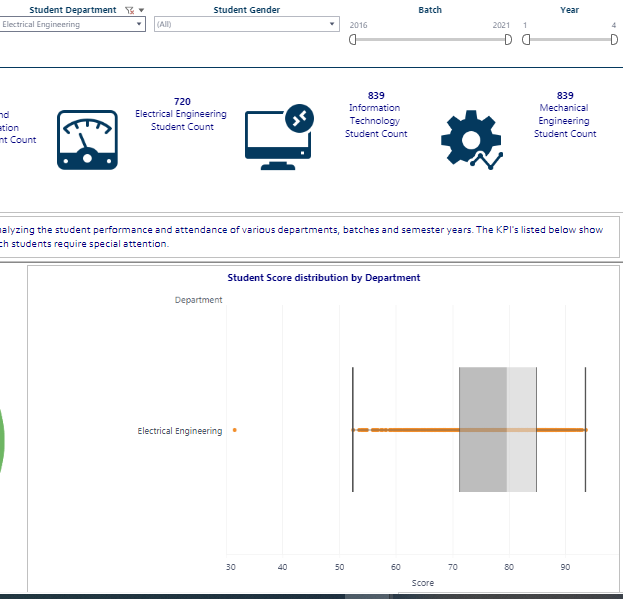 Student Department
Student Gender
Batch
Year
Electrical Engineering
(All)
2016
2021
1
4
nd
ation
nt Count
720
Electrical Engineering
Student Count
839
Information
Technology
Student Count
839
Mechanical
Engineering
Student Count
alyzing the student performance and attendance of various departments, batches and semester years. The KPI's listed below show
ch students require special attention.
Student Score distribution by Department
Department
Electrical Engineering
30 40 50 60 70 80 90
Score